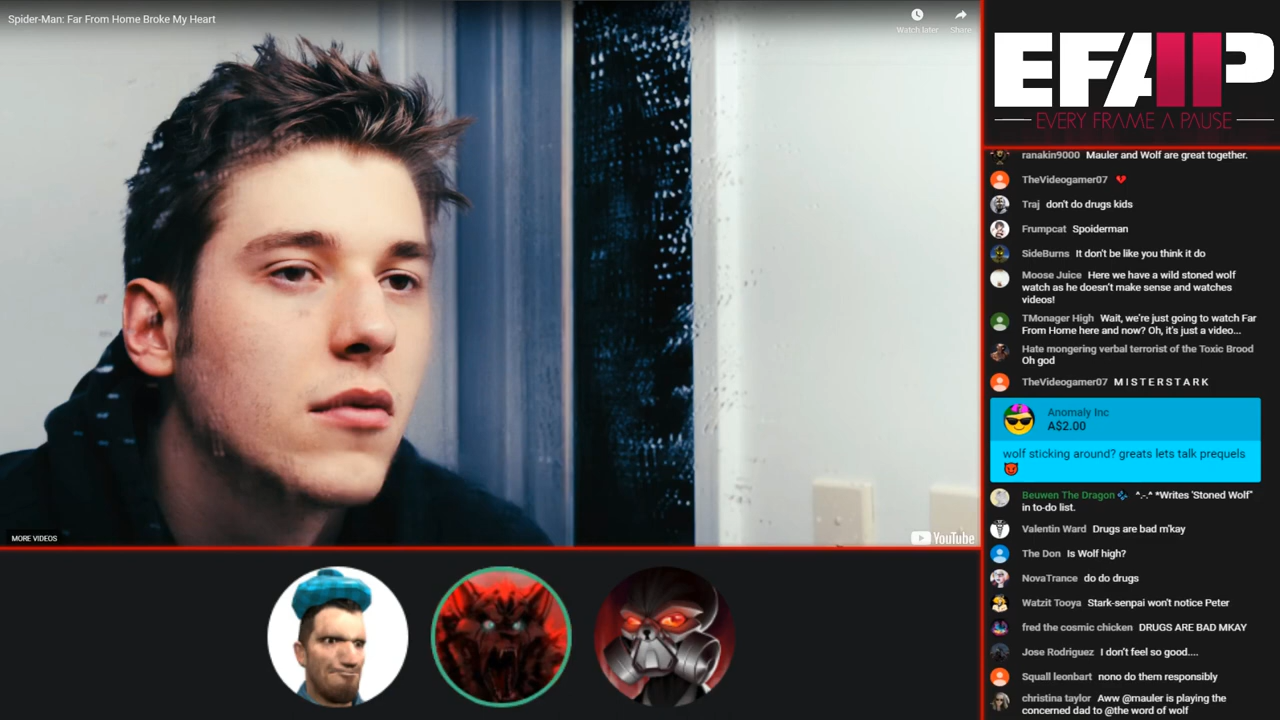 Spider-Man: Far From Home Broke My Heart
Watch later
Share
MORE VIDEOS
YouTube
EFAP
EVERY FRAME A PAUSE
ranakin9000 Mauler and Wolf are great together.
TheVideogamer07 💔
Traj don't do drugs kids
Frumpcat Spoiderman
SideBurns It don't be like you think it do
Moose Juice Here we have a wild stoned wolf
watch as he doesn't make sense and watches
videos!
TMonager High Wait, we're just going to watch Far
From Home here and now? Oh, it's just a video...
Hate mongering verbal terrorist of the Toxic Brood
Oh god
TheVideogamer07 M I S T E R S T A R K
Anomaly Inc
A$2.00
wolf sticking around? greats lets talk prequels
😈
Beuwen The Dragon ^.-.^ *Writes 'Stoned Wolf"
in to-do list.
Valentin Ward Drugs are bad m'kay
The Don Is Wolf high?
NovaTrance do do drugs
Watzit Tooya Stark-senpai won't notice Peter
fred the cosmic chicken DRUGS ARE BAD MKAY
Jose Rodriguez I don't feel so good....
Squall leonbart nono do them responsibly
christina taylor Aww @mauler is playing the
concerned dad to @the word of wolf